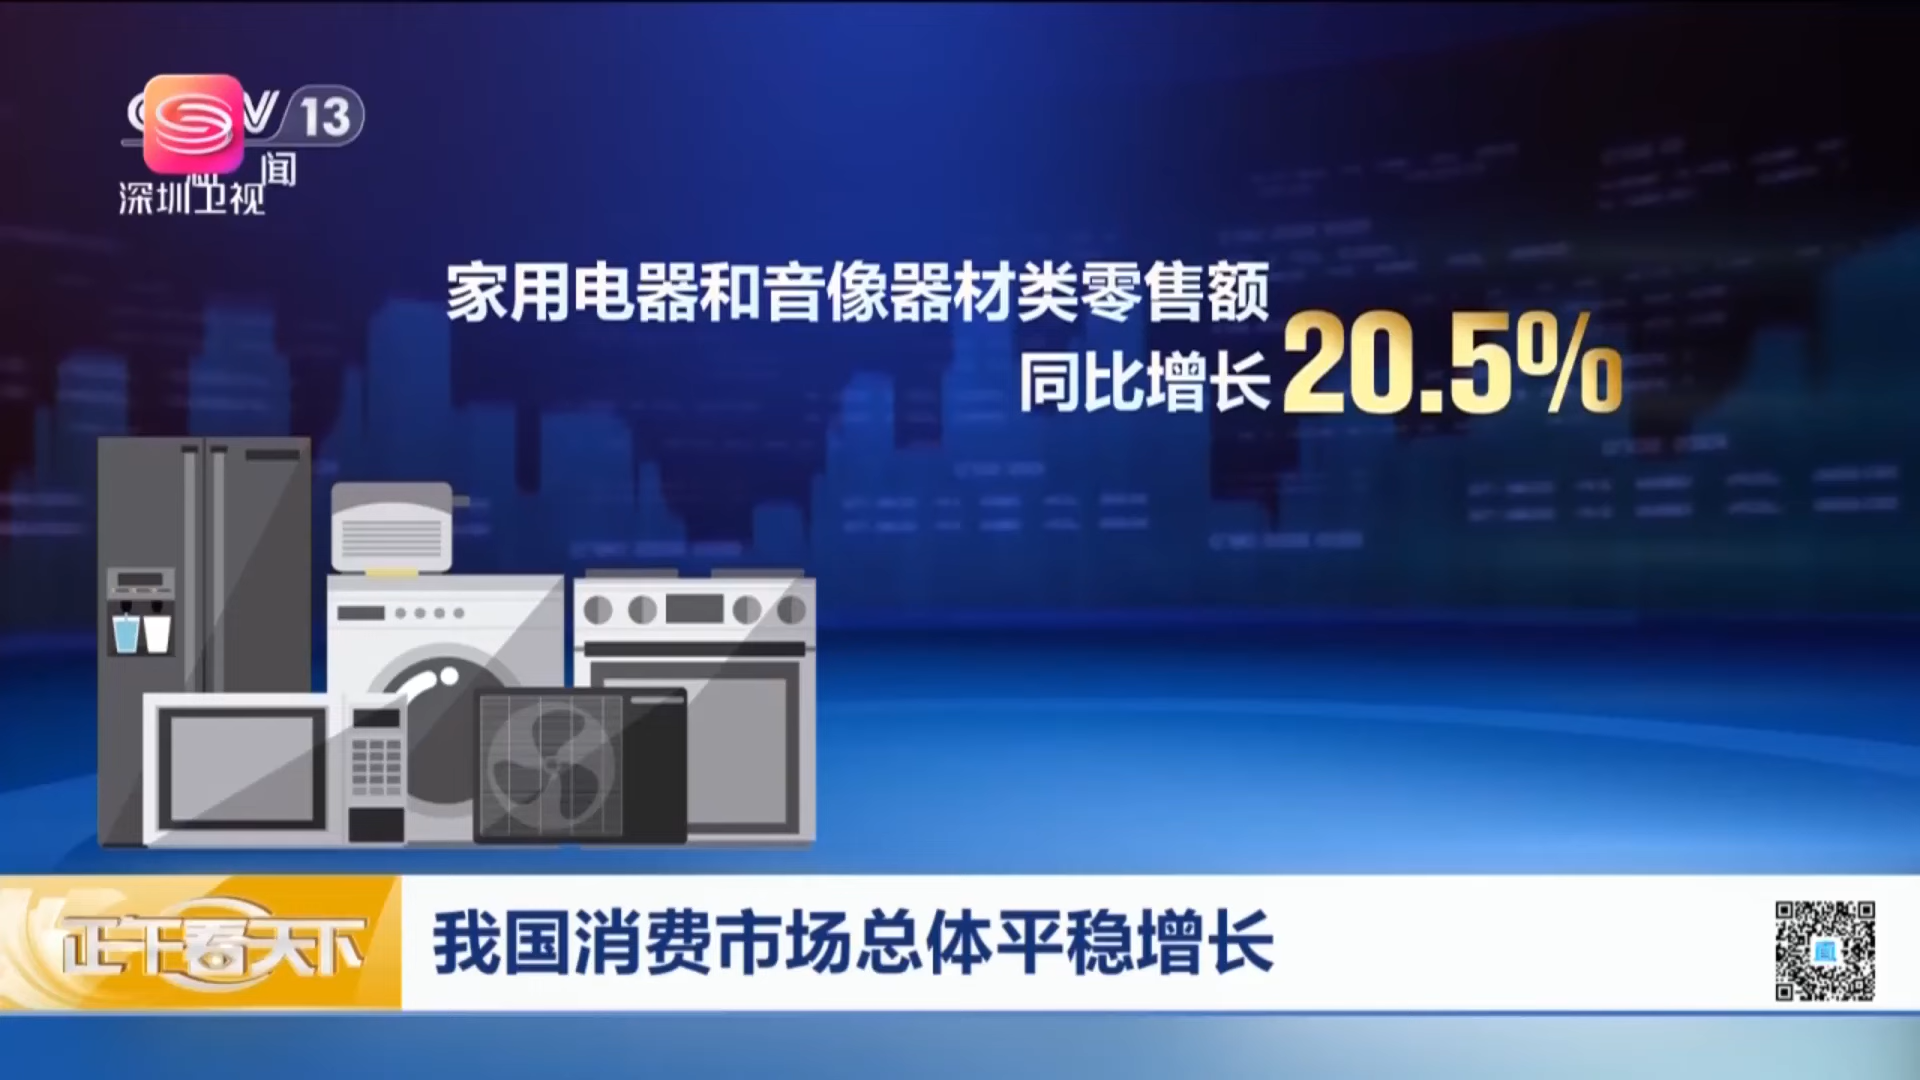 13
闻
深圳卫视
家用电器和音像器材类零售额
同比增长 20.5%
正午看天下
我国消费市场总体平稳增长